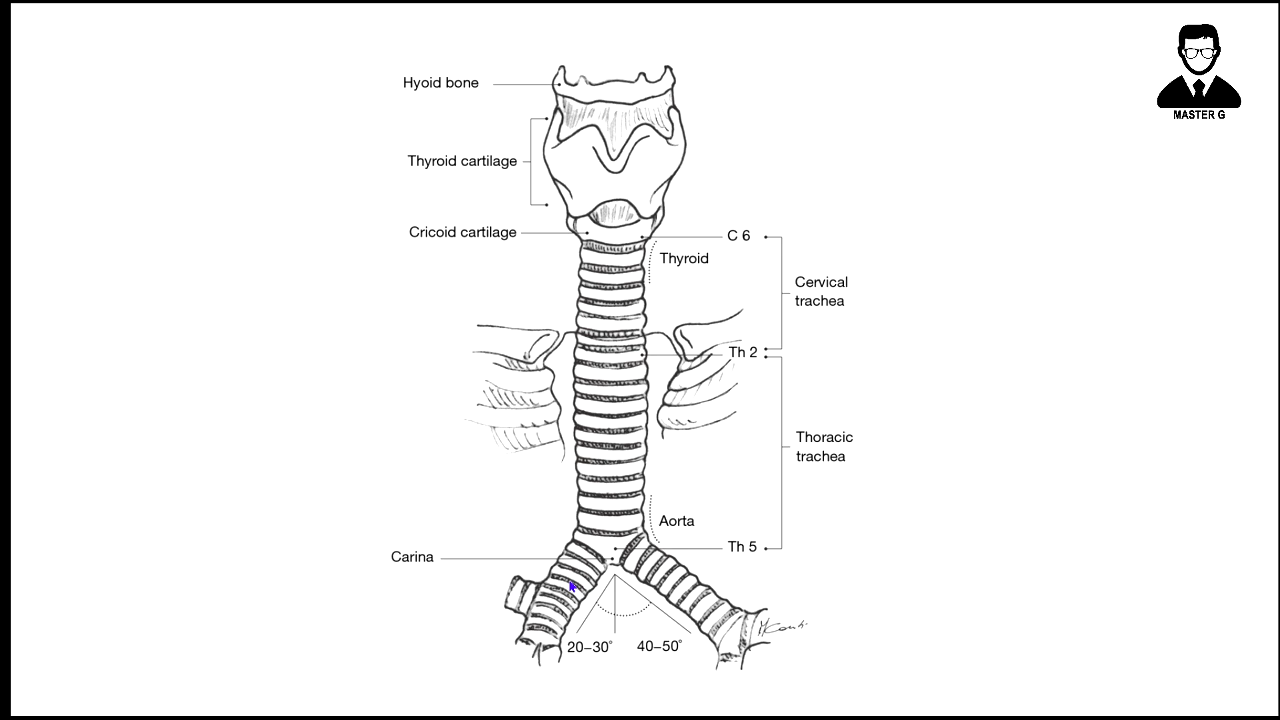 MASTER G
Hyoid bone
Thyroid cartilage
Cricoid cartilage
C 6
Thyroid
Cervical
trachea
Th 2
Thoracic
trachea
Aorta
Th 5
Carina
20–30°
40–50°